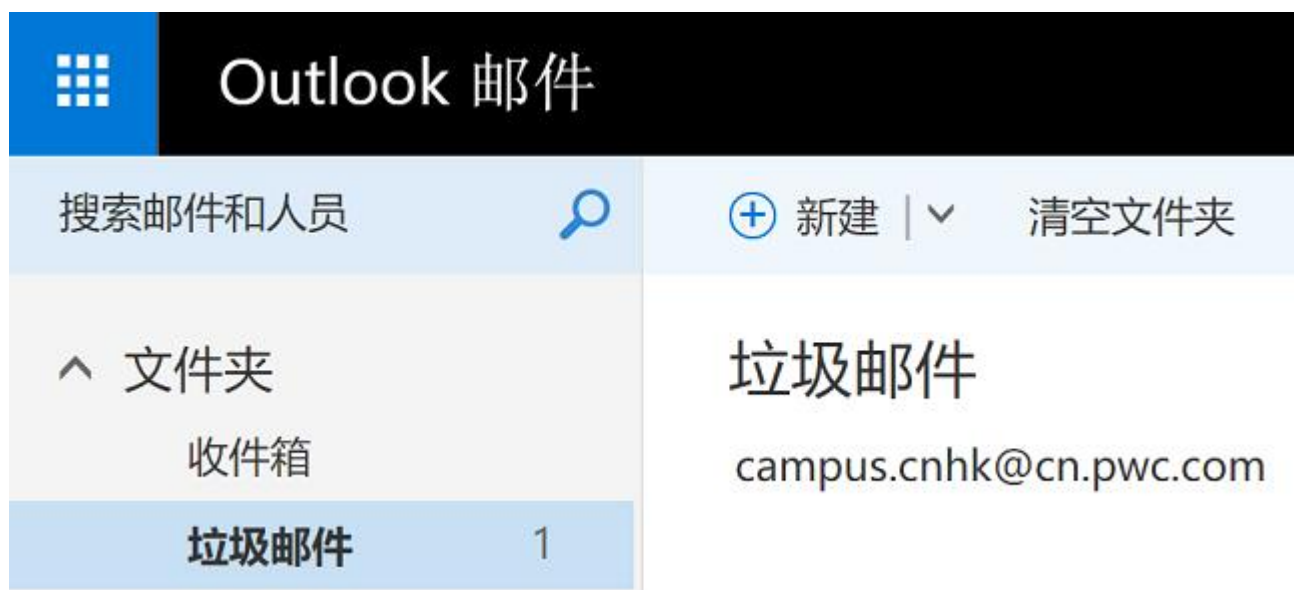 Outlook 邮件
搜索邮件和人员
新建
清空文件夹
文件夹
收件箱
垃圾邮件 1
垃圾邮件
campus.cnhk@cn.pwc.com